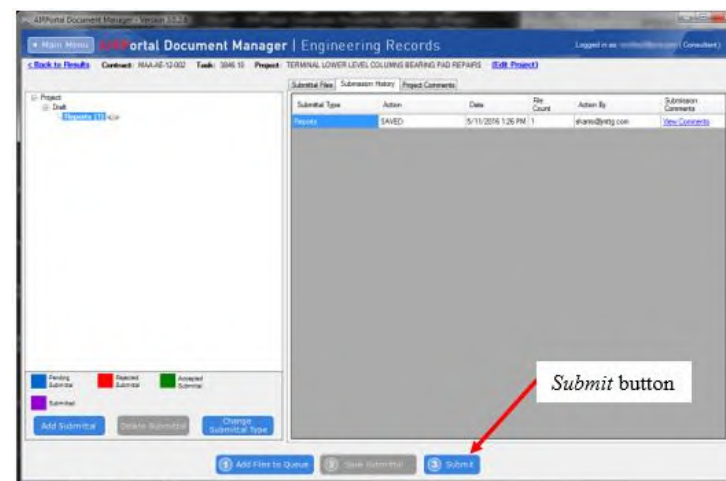 AIRPortal Document Manager - Version 3.0.2.8
Main Menu
AIRPortal Document Manager | Engineering Records
Logged in as: (Consultant)
< Back to Results Contract: MAA-AE-12-002 Task: Project: TERMINAL LOWER LEVEL COLUMNS BEARING PAD REPAIRS (Edit Project)
Submittal Files Submission History Project Comments
Project
Draft
Reports (1)
Submittal Type Action Date File Count Action By Submission Comments
Reports SAVED 5/11/2016 1:26 PM 1 View Comments
Pending Submittal
Rejected Submittal
Accepted Submittal
Submitted
Add Submittal Delete Submittal Change Submittal Type
Submit button
1 Add Files to Queue 2 Save Submittal 3 Submit